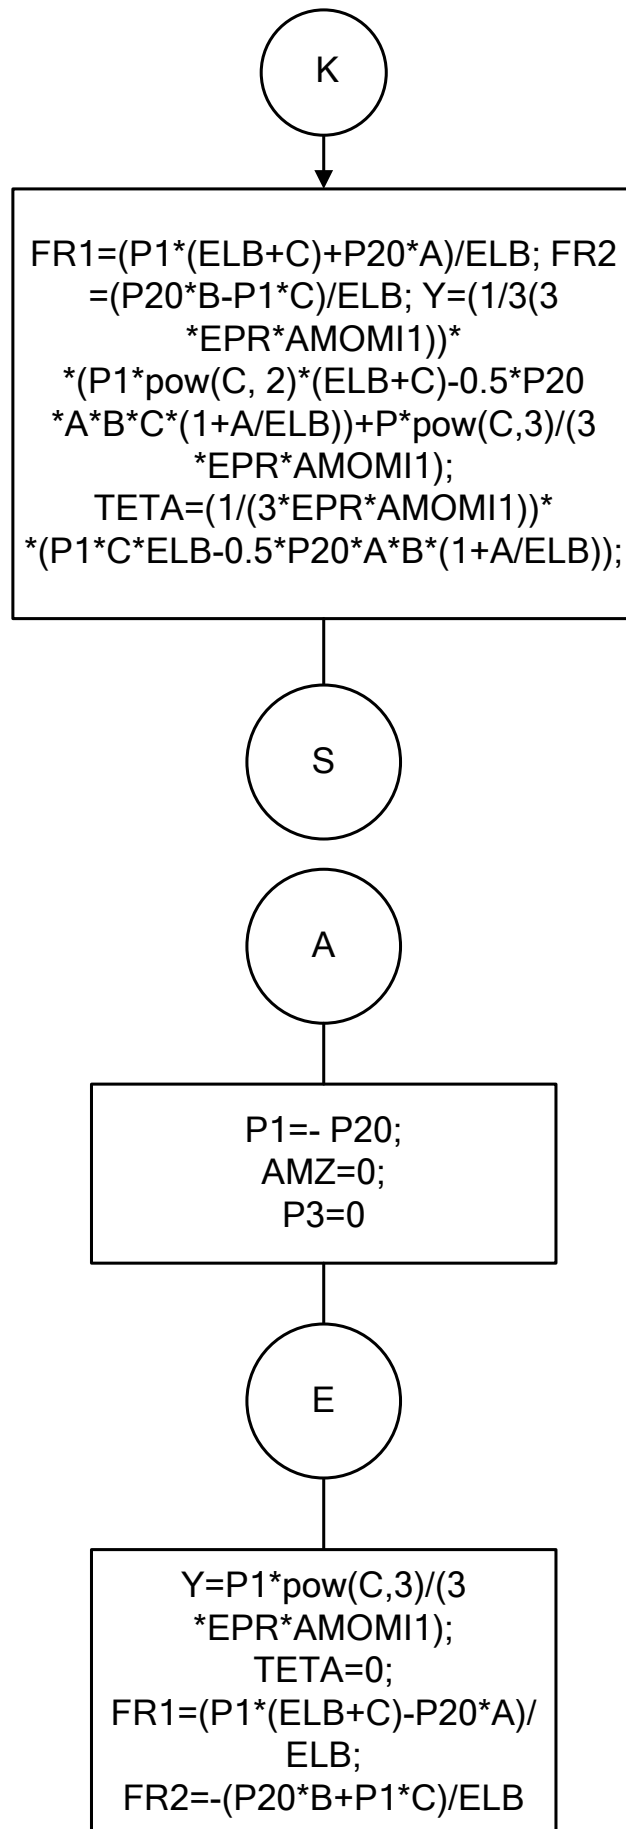 K
FR1=(P1*(ELB+C)+P20*A)/ELB; FR2
=(P20*B-P1*C)/ELB; Y=(1/3(3
*EPR*AMOMI1))*
*(P1*pow(C, 2)*(ELB+C)-0.5*P20
*A*B*C*(1+A/ELB))+P*pow(C,3)/(3
*EPR*AMOMI1);
TETA=(1/(3*EPR*AMOMI1))*
*(P1*C*ELB-0.5*P20*A*B*(1+A/ELB));
S
A
P1=- P20;
AMZ=0;
P3=0
E
Y=P1*pow(C,3)/(3
*EPR*AMOMI1);
TETA=0;
FR1=(P1*(ELB+C)-P20*A)/
ELB;
FR2=-(P20*B+P1*C)/ELB